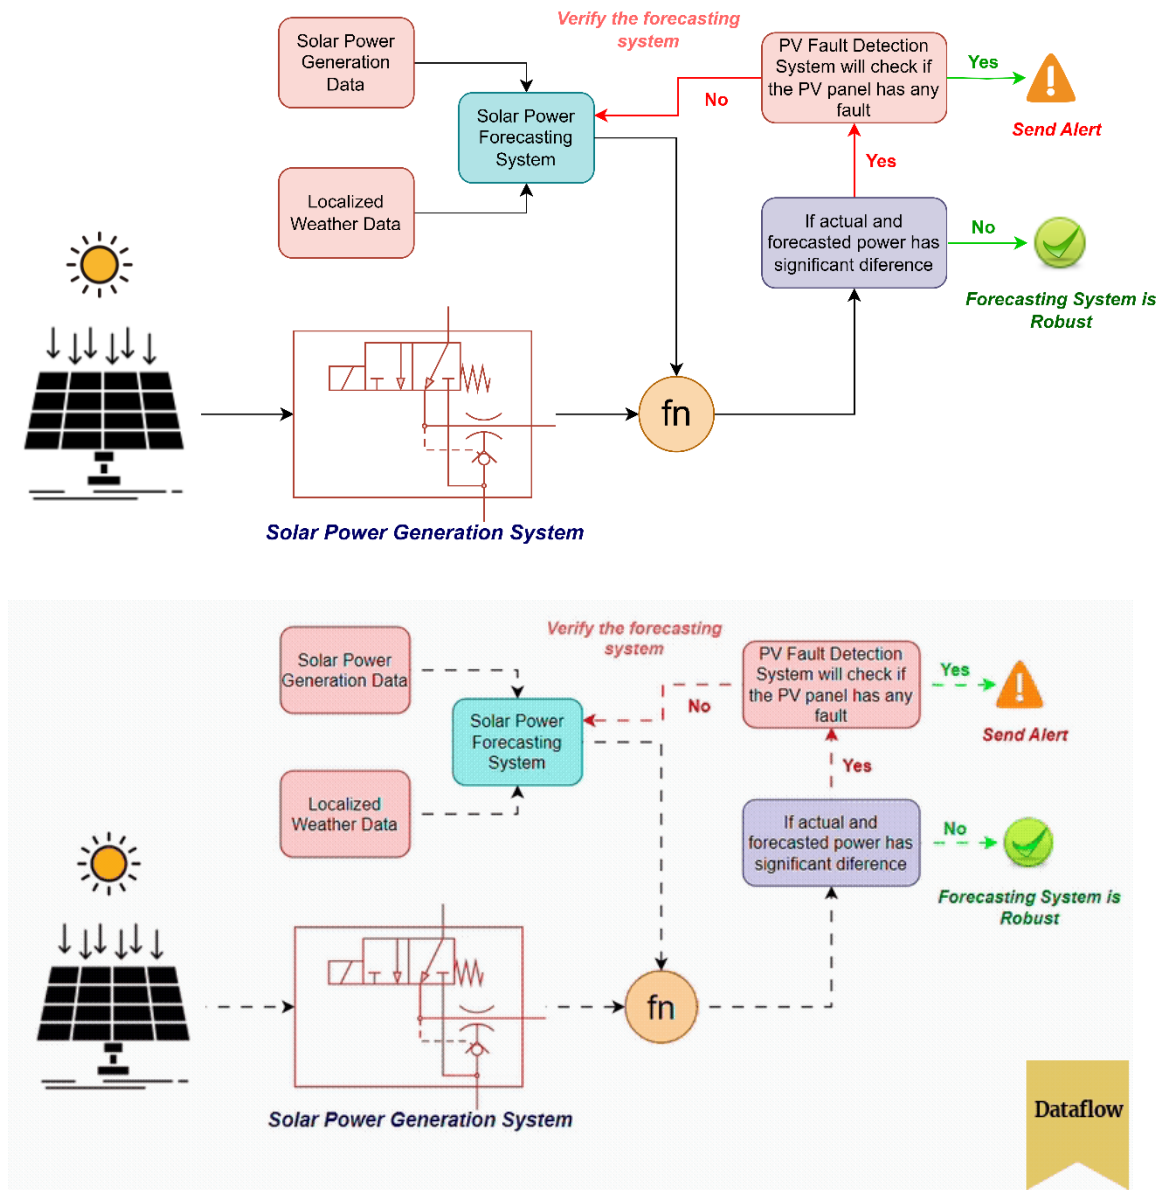 Solar Power
Generation
Data
Verify the forecasting
system
PV Fault Detection
System will check if
the PV panel has any
fault
Yes
Send Alert
No
Solar Power
Forecasting
System
Yes
Localized
Weather Data
If actual and
forecasted power has
significant diference
No
Forecasting System is
Robust
fn
Solar Power Generation System
Solar Power
Generation Data
Verify the forecasting
system
PV Fault Detection
System will check if
the PV panel has any
fault
Yes
Send Alert
No
Solar Power
Forecasting
System
Yes
Localized
Weather Data
If actual and
forecasted power has
significant diference
No
Forecasting System is
Robust
fn
Solar Power Generation System
Dataflow